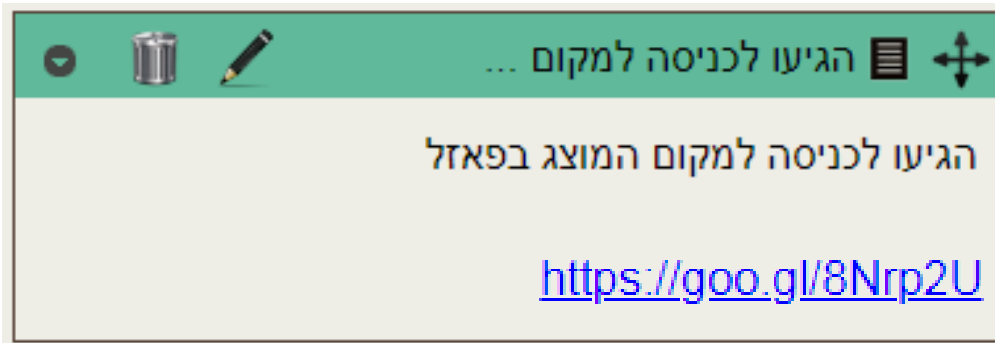 הגיעו לכניסה למקום ...
הגיעו לכניסה למקום המוצג בפאזל
https://goo.gl/8Nrp2U